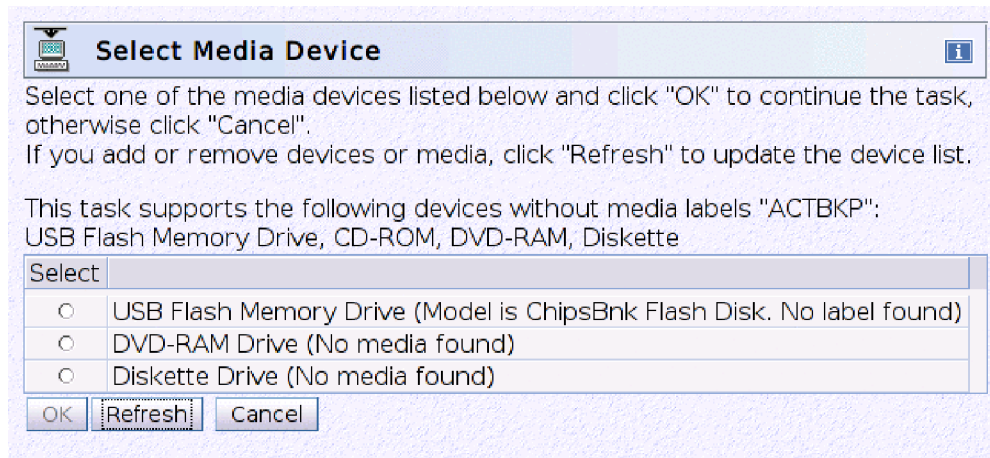 Select Media Device
i
Select one of the media devices listed below and click "OK" to continue the task,
otherwise click "Cancel".
If you add or remove devices or media, click "Refresh" to update the device list.
This task supports the following devices without media labels "ACTBKP":
USB Flash Memory Drive, CD-ROM, DVD-RAM, Diskette
Select
USB Flash Memory Drive (Model is ChipsBnk Flash Disk. No label found)
DVD-RAM Drive (No media found)
Diskette Drive (No media found)
OK Refresh Cancel